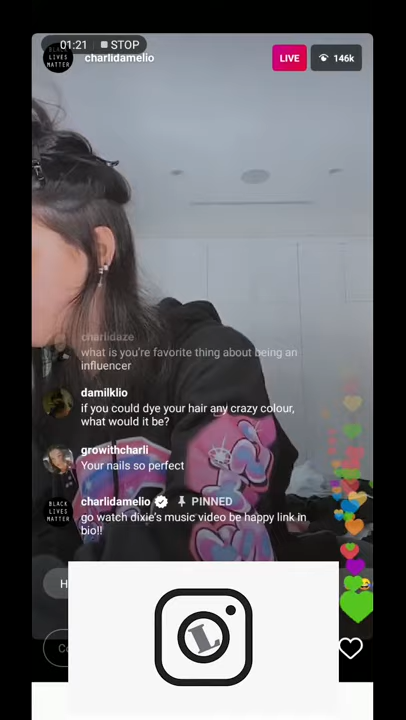 01:21 STOP
BLACK
LIVES
MATTER
charlidamelio
LIVE
146k
charlidaze
what is you're favorite thing about being an
influencer
damilklio
if you could dye your hair any crazy colour,
what would it be?
growithcharli
Your nails so perfect
BLACK
LIVES
MATTER
charlidamelio PINNED
go watch dixie's music video be happy link in
bio!!
L